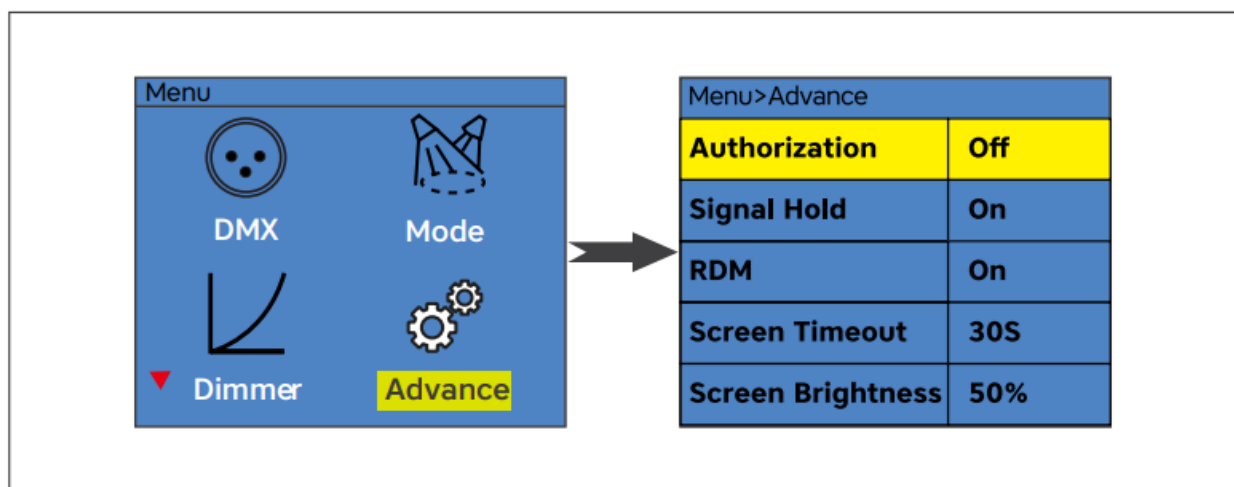 Menu
DMX Mode
Dimmer Advance
Menu>Advance
Authorization Off
Signal Hold On
RDM On
Screen Timeout 30S
Screen Brightness 50%